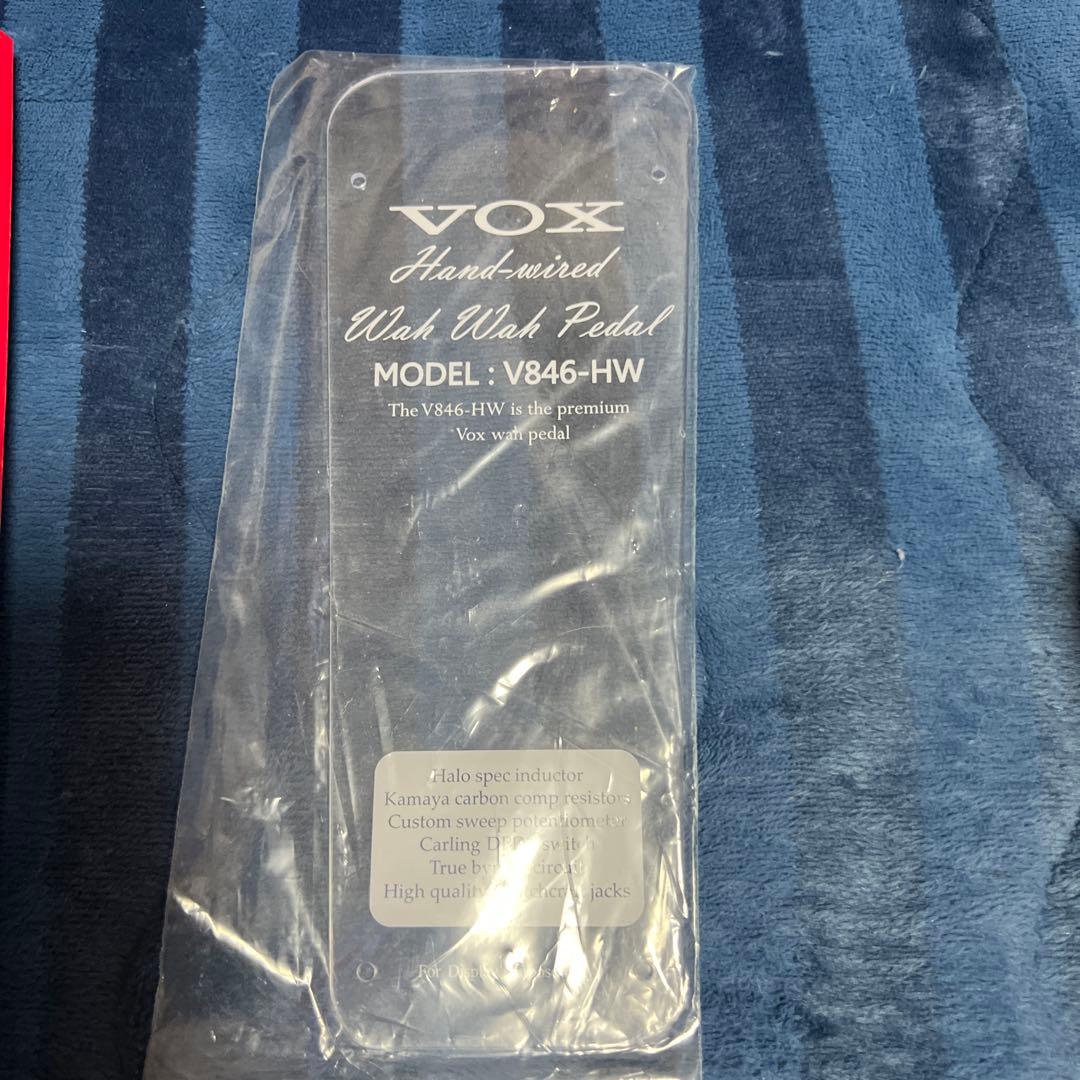 VOX
Hand-wired
Wah Wah Pedal
MODEL : V846-HW
The V846-HW is the premium
Vox wah pedal
Halo spec inductor
Kamaya carbon comp resistors
Custom sweep potentiometer
Carling switch
True circuit
High quality jacks
For